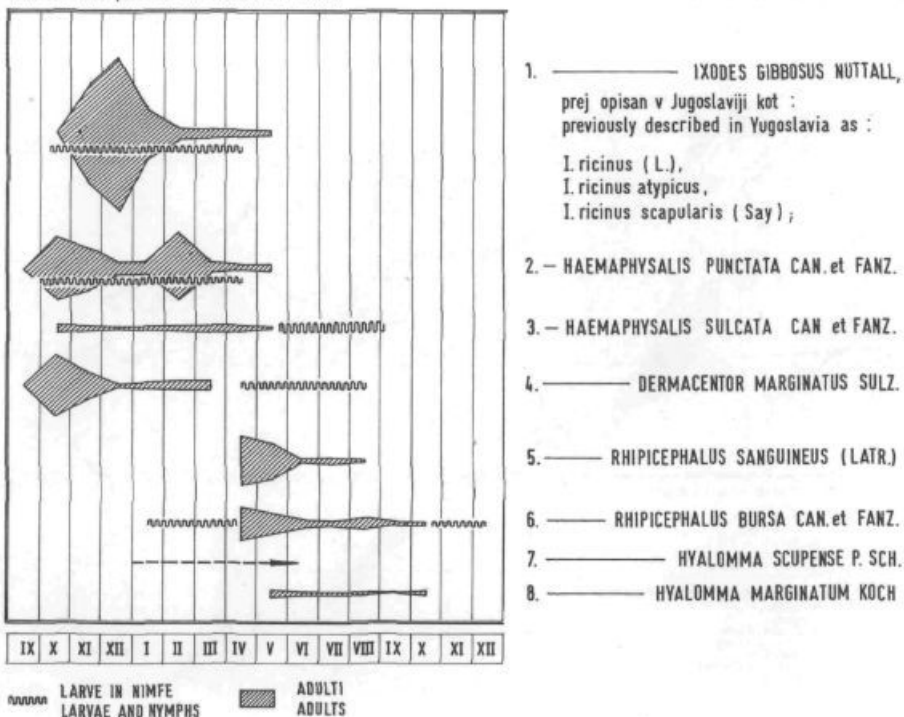 1. IXODES GIBBOSUS NUTTALL,
prej opisan v Jugoslaviji kot :
previously described in Yugoslavia as :
I. ricinus (L.),
I. ricinus atypicus,
I. ricinus scapularis (Say);
2. — HAEMAPHYSALIS PUNCTATA CAN. et FANZ.
3. — HAEMAPHYSALIS SULCATA CAN et FANZ.
4. DERMACENTOR MARGINATUS SULZ.
5. RHIPICEPHALUS SANGUINEUS (LATR.)
6. RHIPICEPHALUS BURSA CAN. et FANZ.
7. HYALOMMA SCUPENSE P. SCH.
8. HYALOMMA MARGINATUM KOCH
IX X XI XII I II III IV V VI VII VIII IX X XI XII
LARVE IN NIMFE
LARVAE AND NYMPHS
ADULTI
ADULTS